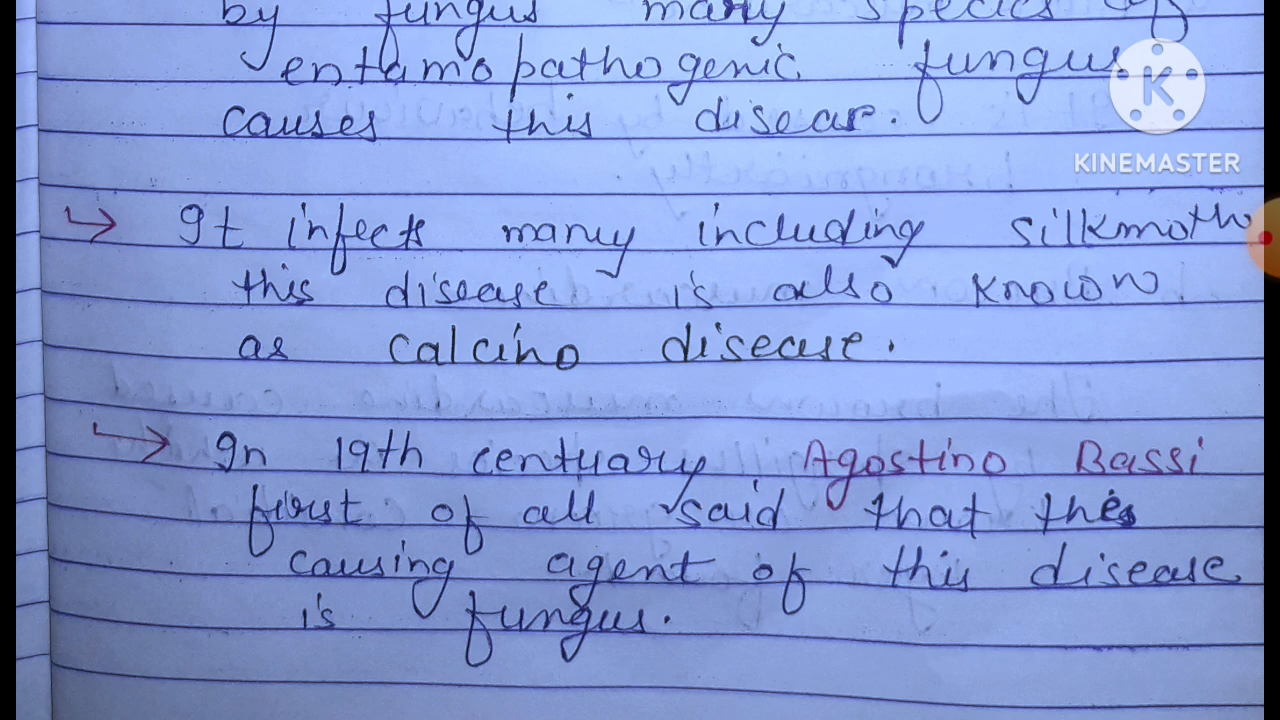 by fungus many species of
entamopathogenic fungus
causes this disease.
K
KINEMASTER
→ It infects many including silkmoth
this disease is also known
as calcino disease.
→ In 19th centuary Agostino Bassi
first of all said that the
causing agent of this disease
is fungus.